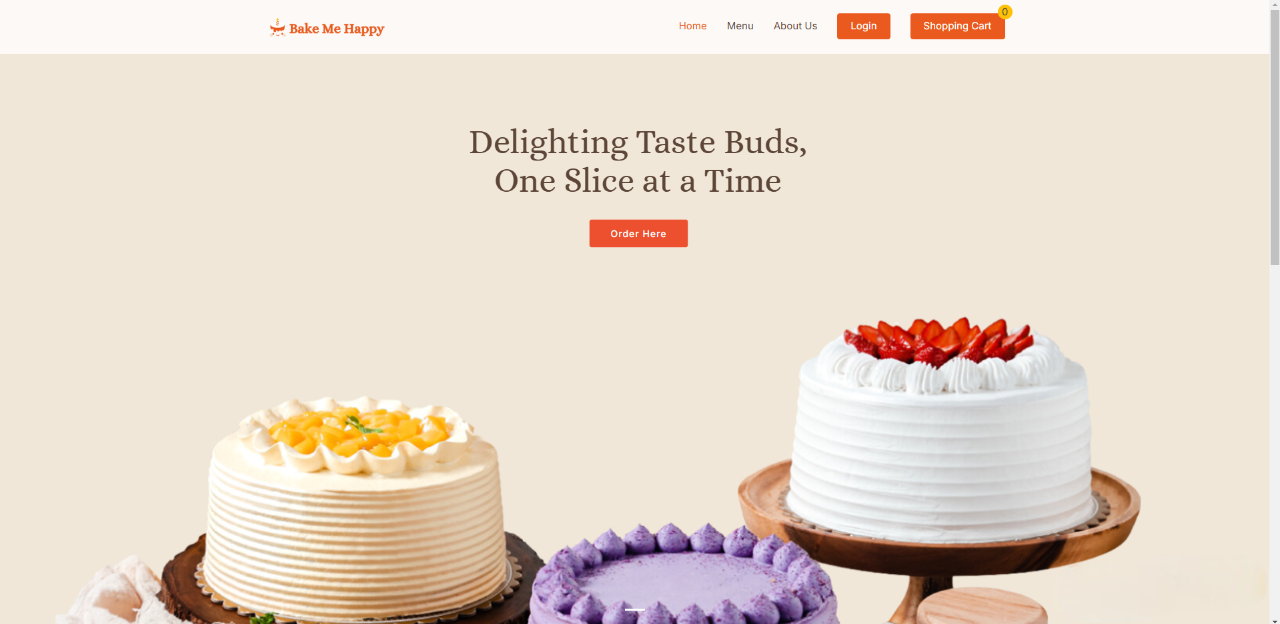 Bake Me Happy
Home
Menu
About Us
Login
Shopping Cart
0
Delighting Taste Buds,
One Slice at a Time
Order Here